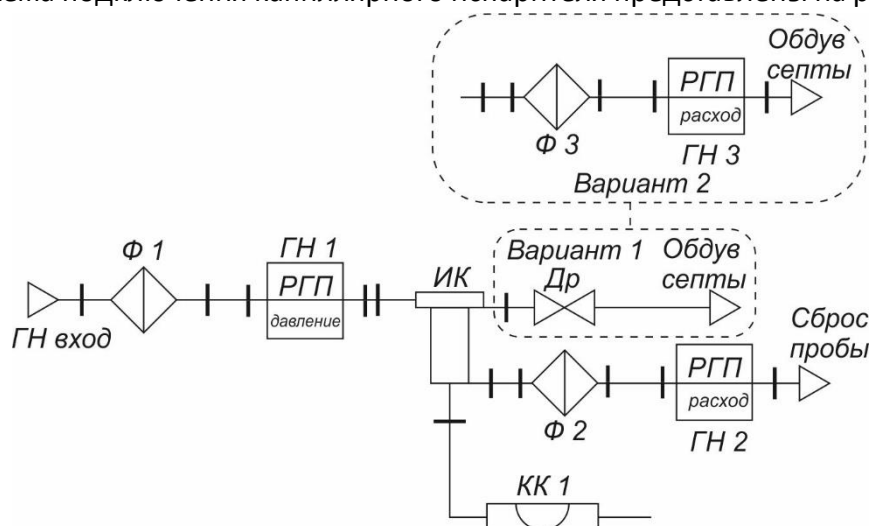 Обдув
септы
РГП
расход
Ф 3
ГН 3
Вариант 2
Ф 1
ГН 1
РГП
давление
ГН вход
ИК
Вариант 1
Др
Обдув
септы
Сброс
пробы
РГП
расход
Ф 2
ГН 2
КК 1